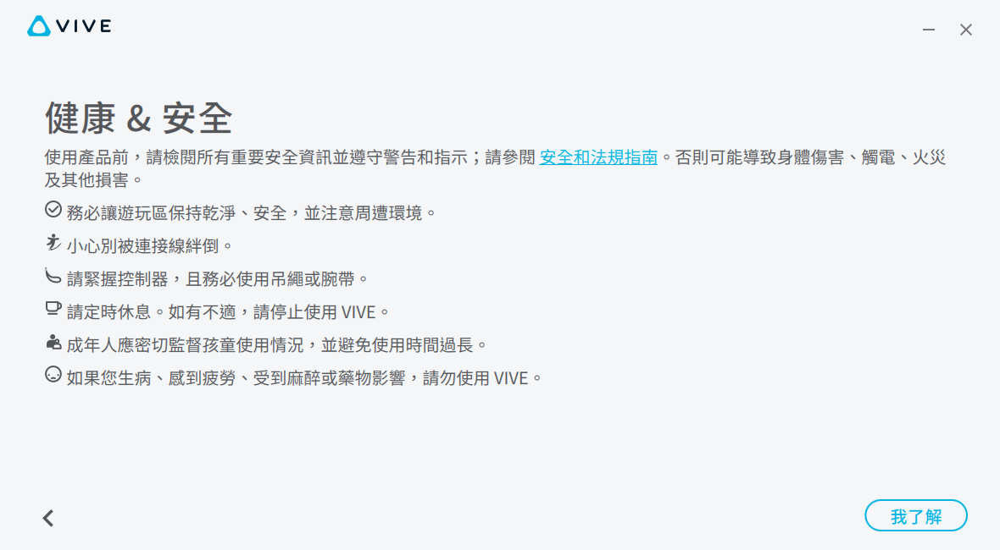 VIVE
健康 & 安全
使用產品前，請檢閱所有重要安全資訊並遵守警告和指示；請參閱 安全和法規指南。否則可能導致身體傷害、觸電、火災
及其他損害。
務必讓遊玩區保持乾淨、安全，並注意周遭環境。
小心別被連接線絆倒。
請緊握控制器，且務必使用吊繩或腕帶。
請定時休息。如有不適，請停止使用 VIVE。
成年人應密切監督孩童使用情況，並避免使用時間過長。
如果您生病、感到疲勞、受到麻醉或藥物影響，請勿使用 VIVE。
我了解